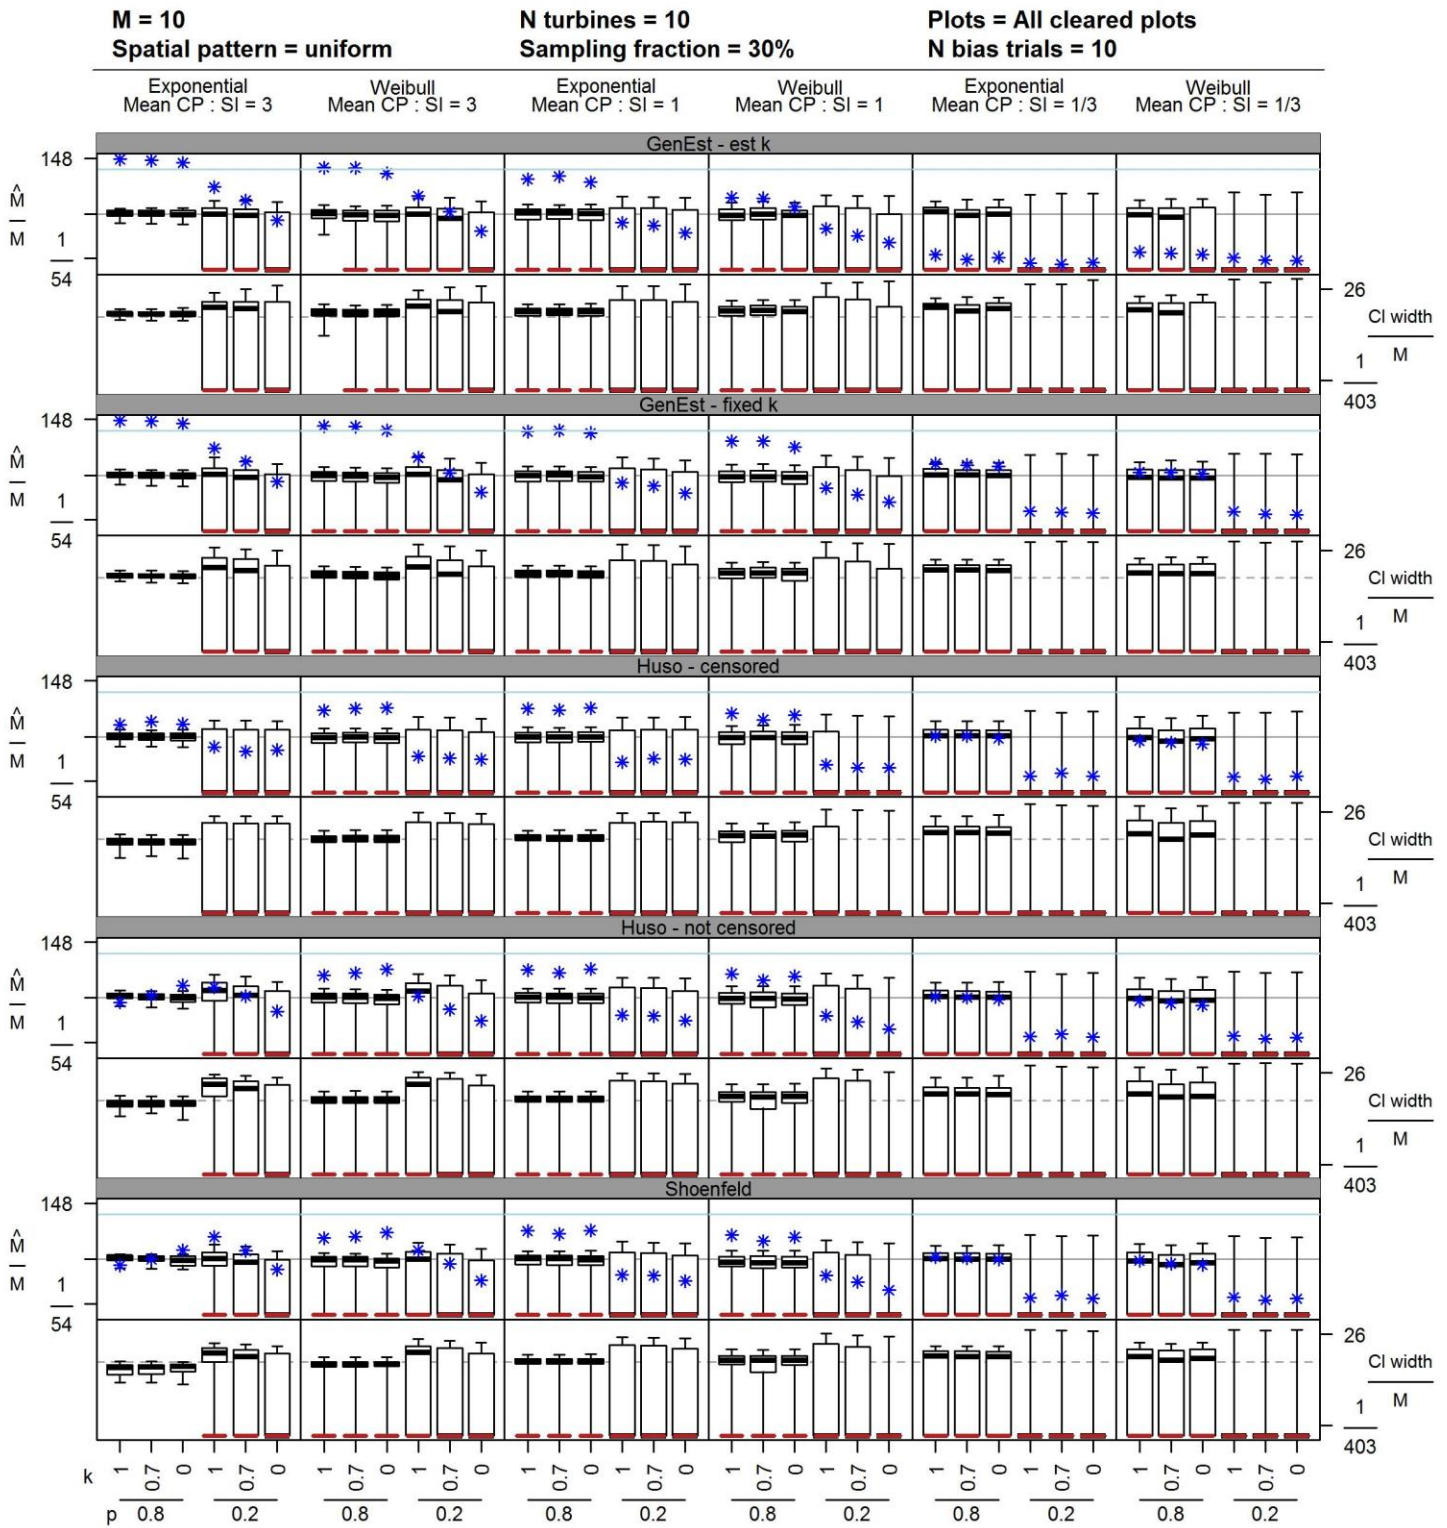 M = 10 N turbines = 10 Plots = All cleared plots
Spatial pattern = uniform Sampling fraction = 30% N bias trials = 10
Exponential Weibull Exponential Weibull Exponential Weibull
Mean CP : SI = 3 Mean CP : SI = 3 Mean CP : SI = 1 Mean CP : SI = 1 Mean CP : SI = 1/3 Mean CP : SI = 1/3
GenEst - est k
148
M̂
M
1
54
26
CI width
M
1
403
GenEst - fixed k
148
M̂
M
1
54
26
CI width
M
1
403
Huso - censored
148
M̂
M
1
54
26
CI width
M
1
403
Huso - not censored
148
M̂
M
1
54
26
CI width
M
1
403
Shoenfeld
148
M̂
M
1
54
26
CI width
M
1
403
k 1 0.7 0 1 0.7 0 1 0.7 0 1 0.7 0 1 0.7 0 1 0.7 0 1 0.7 0 1 0.7 0 1 0.7 0 1 0.7 0 1 0.7 0 1 0.7 0
p 0.8 0.2 0.8 0.2 0.8 0.2 0.8 0.2 0.8 0.2 0.8 0.2